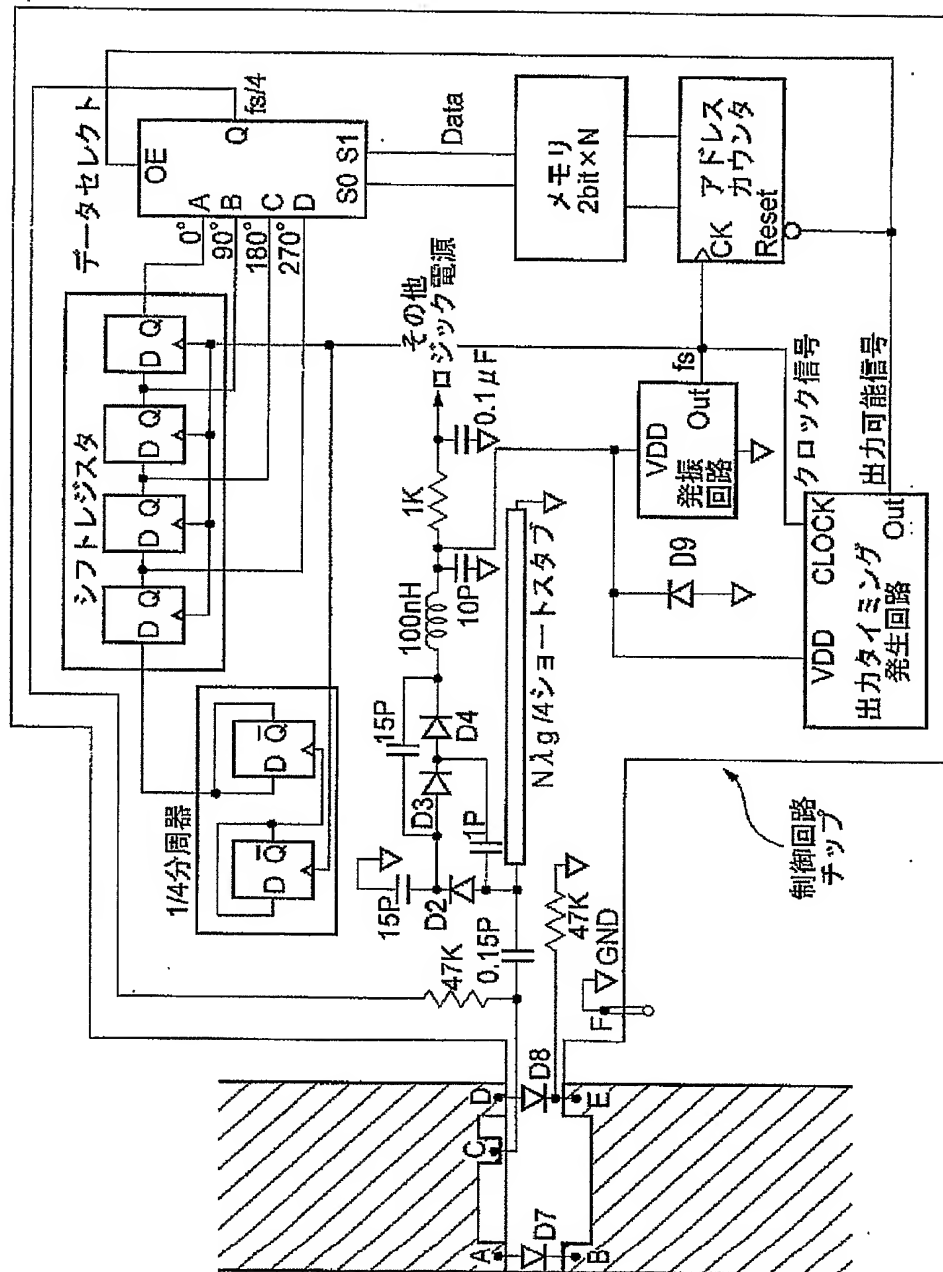 データセレクト
シフトレジスタ
D Q
D Q
D Q
D Q
OE
A
B
C
D
Q
S0 S1
0°
90°
180°
270°
fs/4
1/4分周器
D Q̅
D Q̅
Data
メモリ
2bit×N
アドレス
カウンタ
CK
Reset
その他
ロジック電源
0.1μF
1K
10P
100nH
15P
D4
D3
15P
D2
1P
47K
0.15P
Nλg/4ショートスタブ
47K
GND
F
VDD
発振
回路
Out
fs
D9
クロック信号
出力可能信号
VDD
CLOCK
出力タイミング
発生回路
Out
制御回路
チップ
A
B
C
D
E
D7
D8